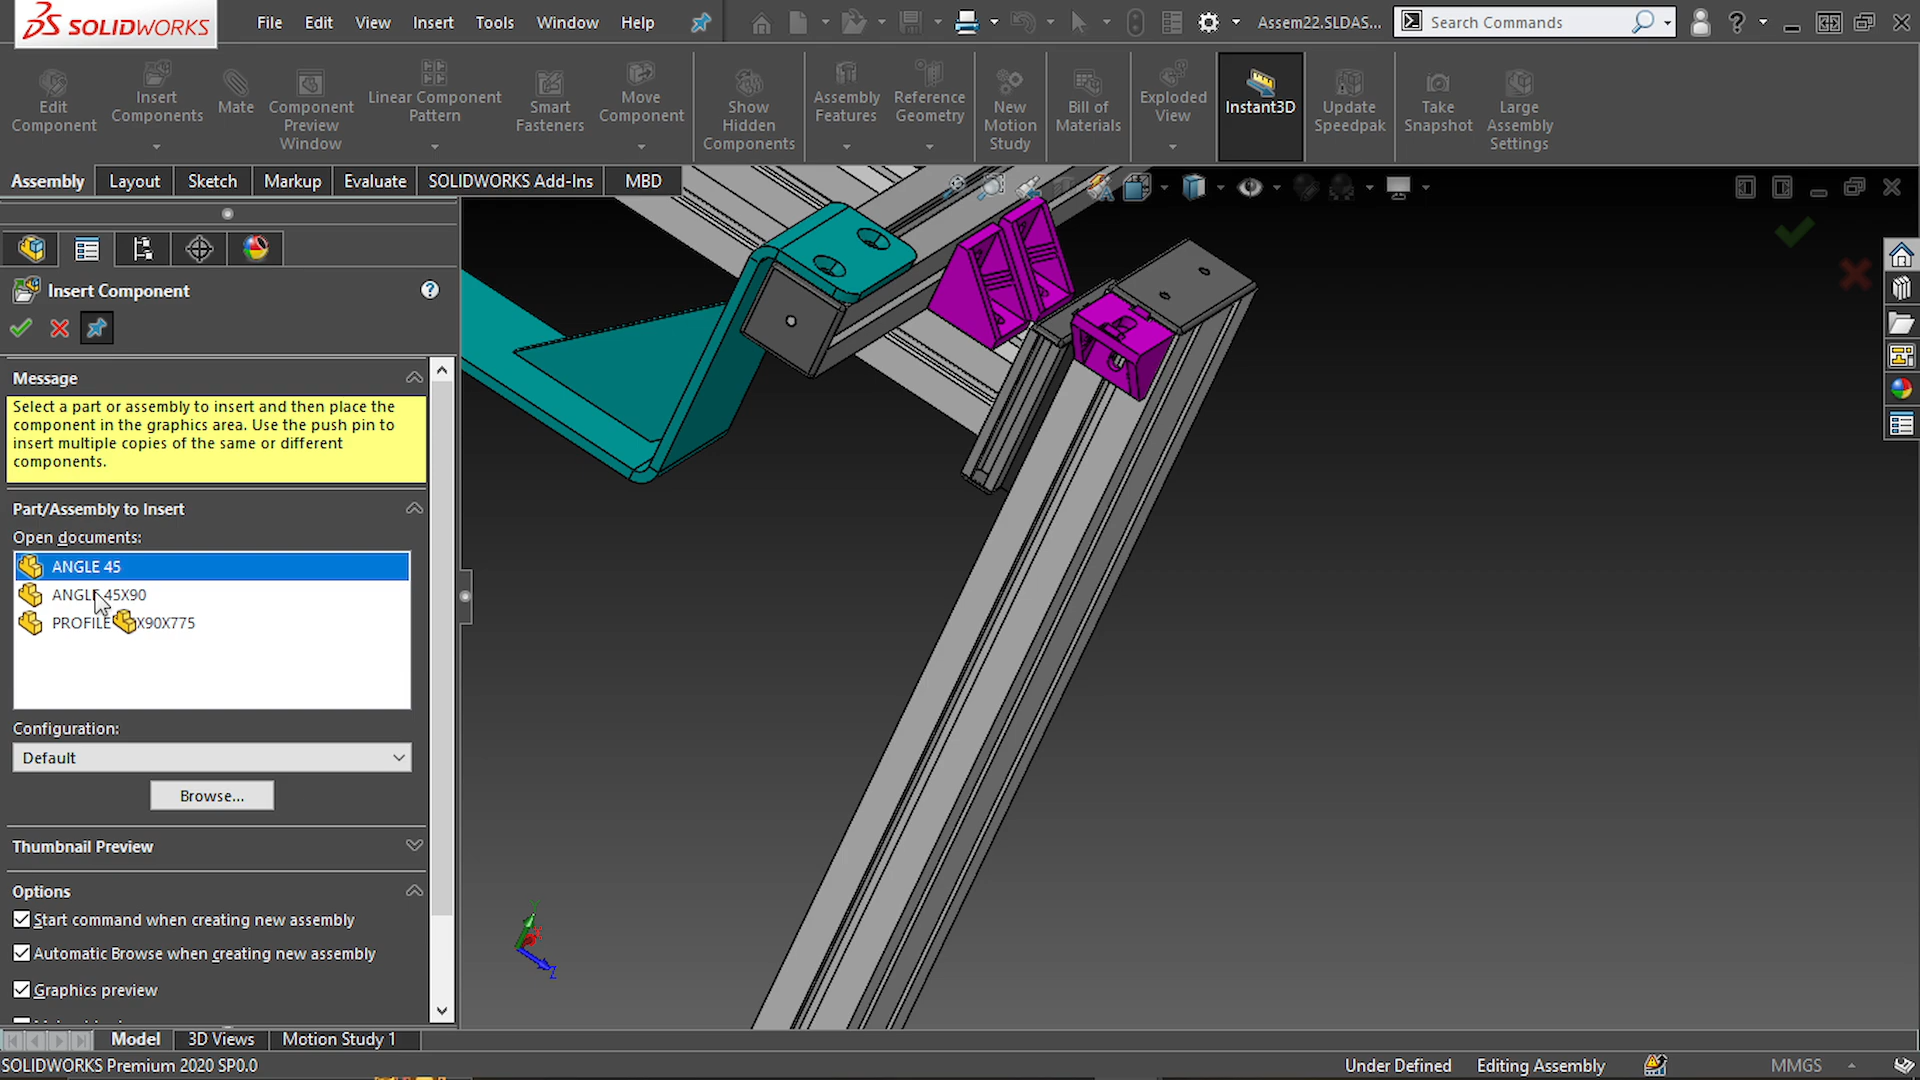 SOLIDWORKS
File Edit View Insert Tools Window Help
Assem22.SLDAS...
Search Commands
Edit Component
Insert Components
Mate
Component Preview Window
Linear Component Pattern
Smart Fasteners
Move Component
Show Hidden Components
Assembly Features
Reference Geometry
New Motion Study
Bill of Materials
Exploded View
Instant3D
Update Speedpak
Take Snapshot
Large Assembly Settings
Assembly Layout Sketch Markup Evaluate SOLIDWORKS Add-Ins MBD
Insert Component
Message
Select a part or assembly to insert and then place the
component in the graphics area. Use the push pin to
insert multiple copies of the same or different
components.
Part/Assembly to Insert
Open documents:
ANGLE 45
ANGLE 45X90
PROFILE X90X775
Configuration:
Default
Browse...
Thumbnail Preview
Options
Start command when creating new assembly
Automatic Browse when creating new assembly
Graphics preview
Z
Model 3D Views Motion Study 1
SOLIDWORKS Premium 2020 SP0.0
Under Defined Editing Assembly MMGS